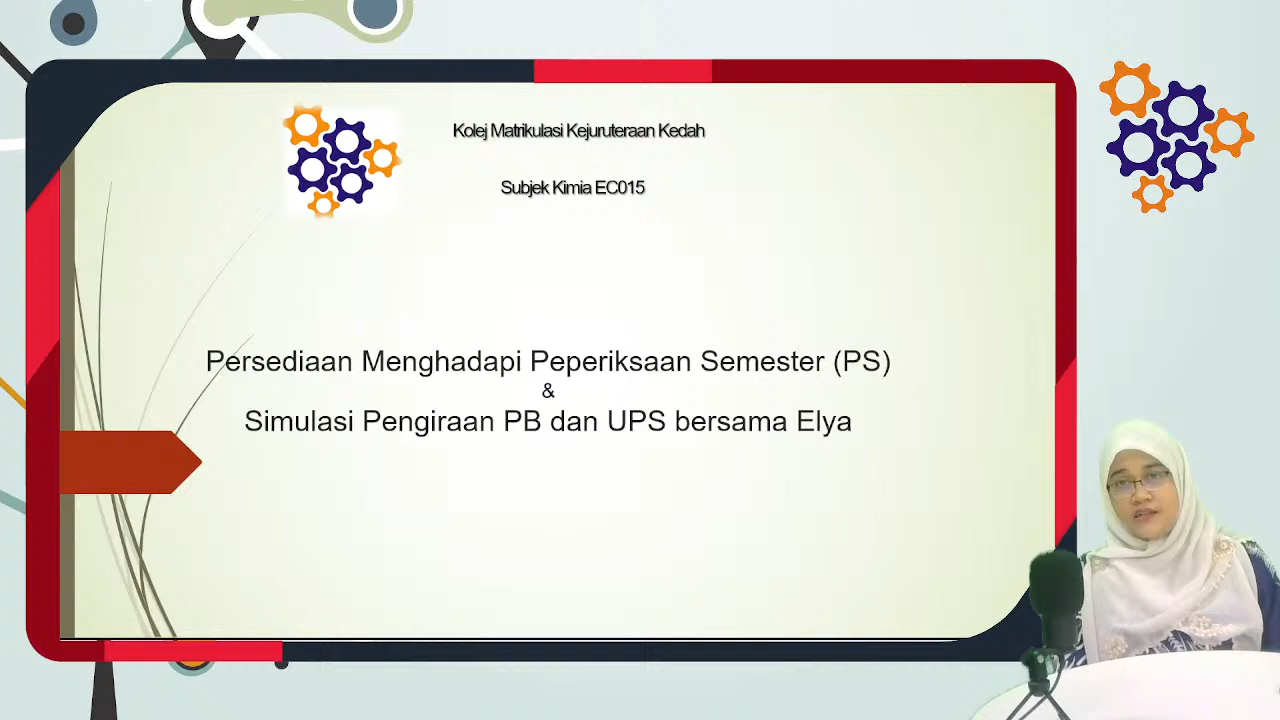 Kolej Matrikulasi Kejuruteraan Kedah
Subjek Kimia EC015
Persediaan Menghadapi Peperiksaan Semester (PS)
&
Simulasi Pengiraan PB dan UPS bersama Elya